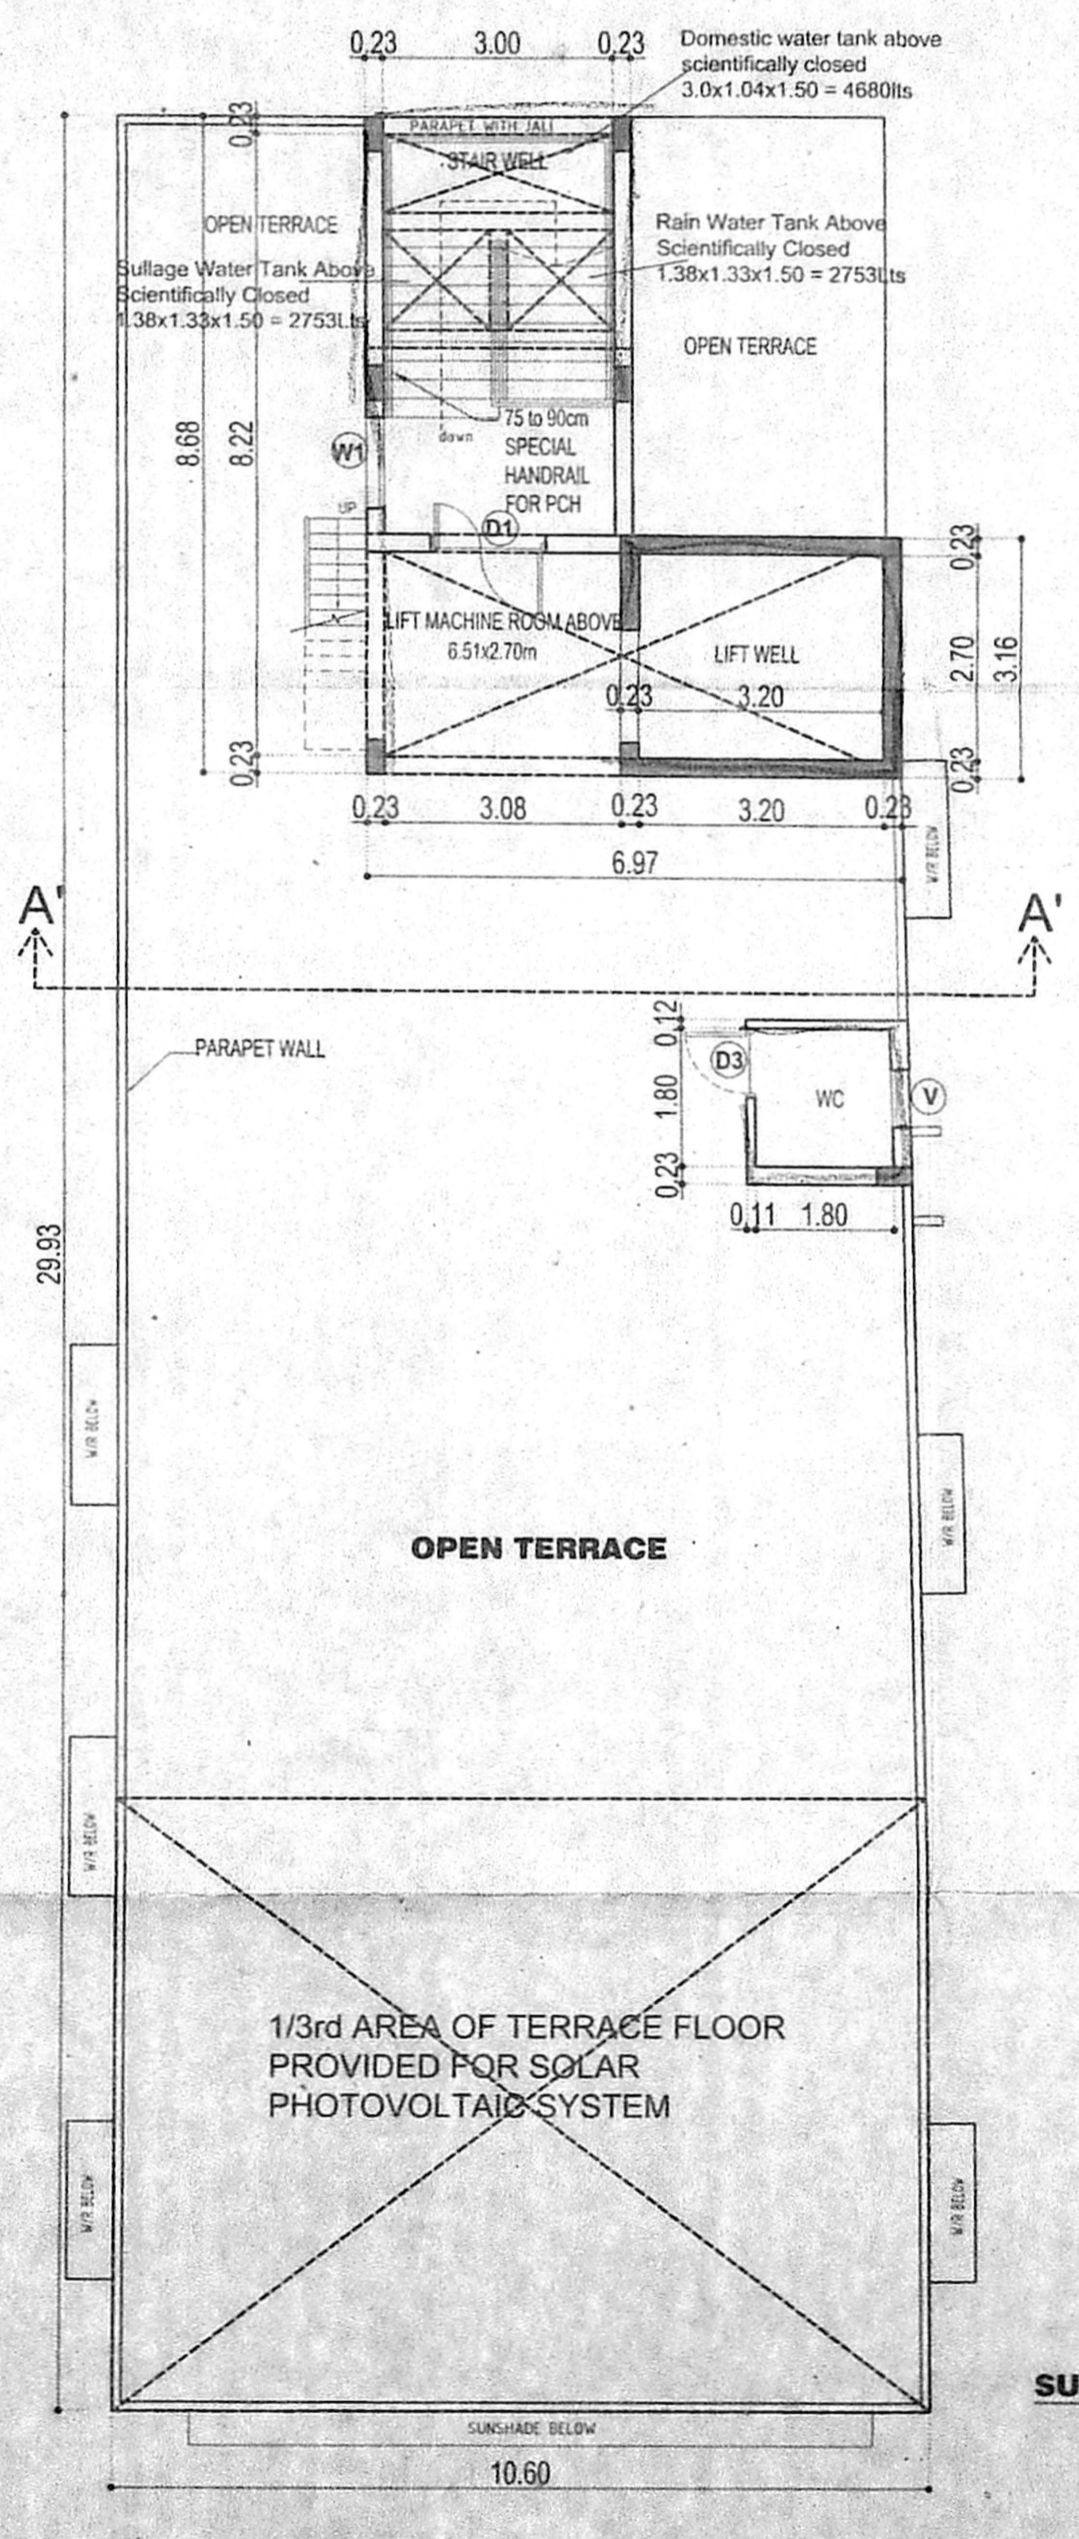 0.23 3.00 0.23
Domestic water tank above
scientifically closed
3.0x1.04x1.50 = 4680lts
0.23
PARAPET WITH JALI
STAIR WELL
OPEN TERRACE
Rain Water Tank Above
Scientifically Closed
1.38x1.33x1.50 = 2753Lts
Sullage Water Tank Above
Scientifically Closed
1.38x1.33x1.50 = 2753Lts
OPEN TERRACE
8.68
8.22
W1
down
75 to 90cm
SPECIAL
HANDRAIL
FOR PCH
UP
D1
0.23
LIFT MACHINE ROOM ABOVE
6.51x2.70m
LIFT WELL
2.70
3.16
0.23 3.20
0.23
0.23
0.23 3.08 0.23 3.20 0.23
6.97
W/R BELOW
A'
A'
0.12
PARAPET WALL
D3
1.80
WC
V
0.23
0.11 1.80
29.93
W/R BELOW
W/R BELOW
OPEN TERRACE
W/R BELOW
1/3rd AREA OF TERRACE FLOOR
PROVIDED FOR SOLAR
PHOTOVOLTAIC SYSTEM
W/R BELOW
W/R BELOW
SU
SUNSHADE BELOW
10.60